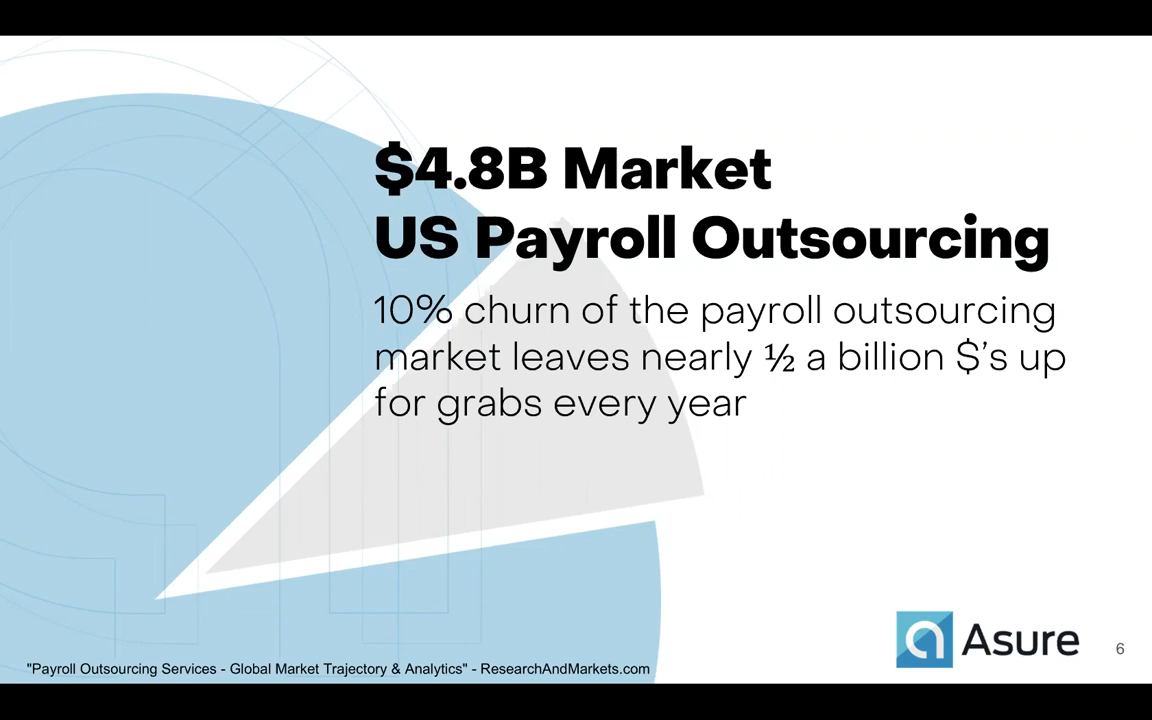 $4.8B Market
US Payroll Outsourcing
10% churn of the payroll outsourcing
market leaves nearly ½ a billion $’s up
for grabs every year
Asure
6
"Payroll Outsourcing Services - Global Market Trajectory & Analytics" - ResearchAndMarkets.com